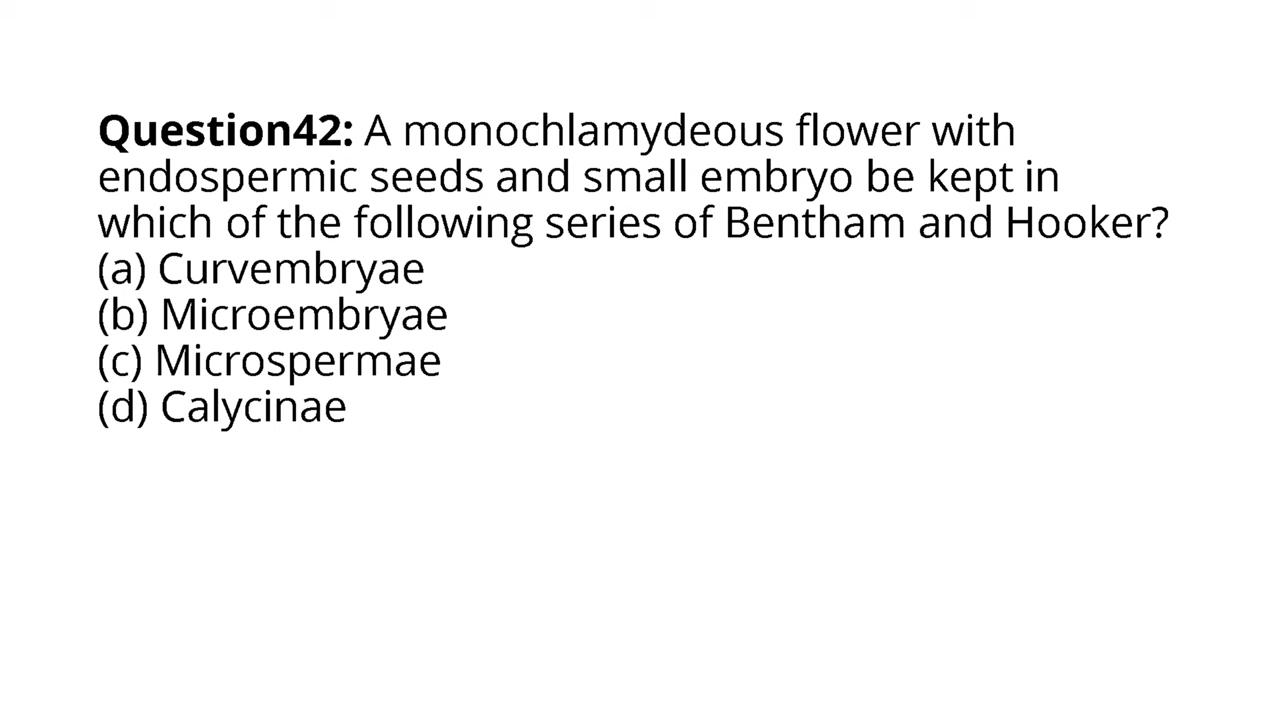 Question42: A monochlamydeous flower with
endospermic seeds and small embryo be kept in
which of the following series of Bentham and Hooker?
(a) Curvembryae
(b) Microembryae
(c) Microspermae
(d) Calycinae